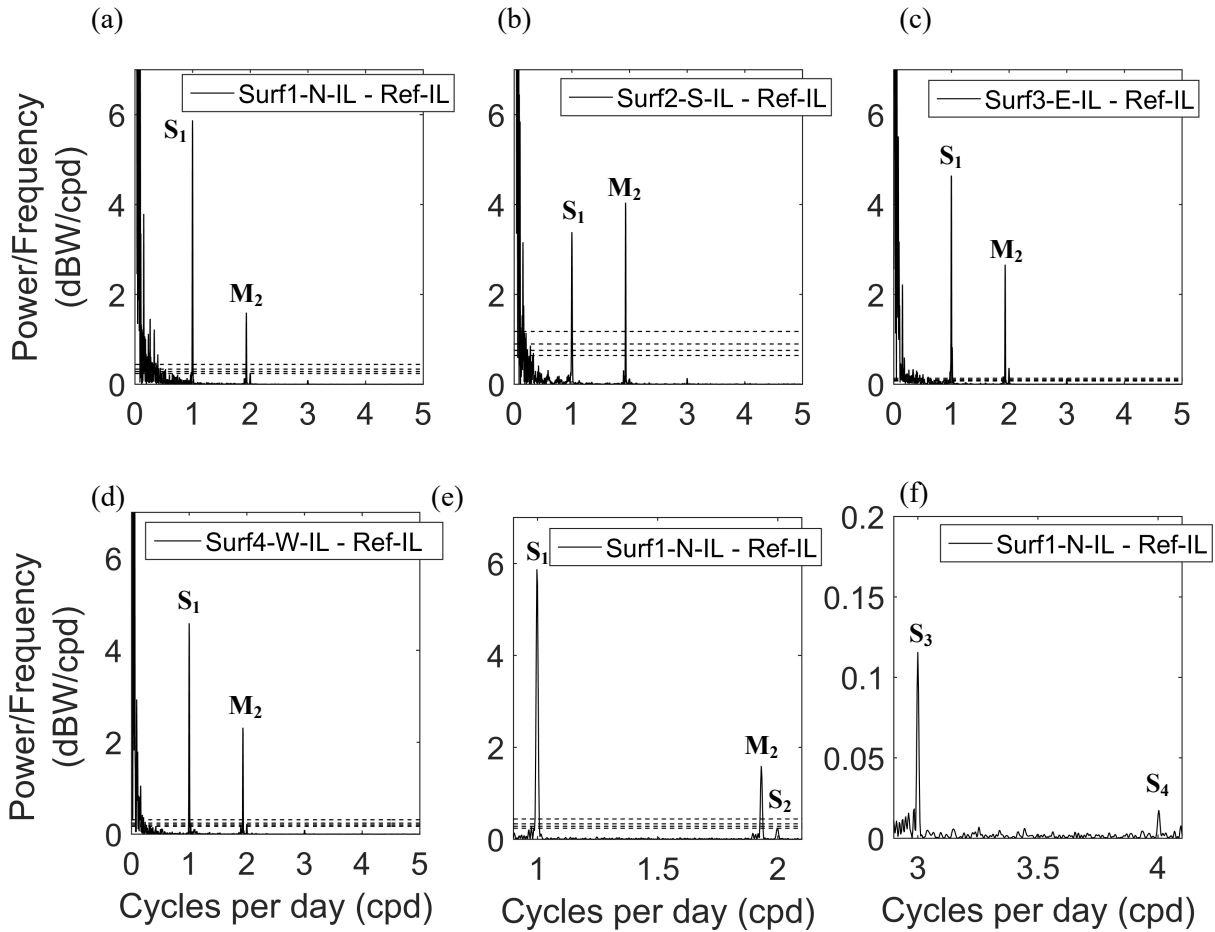 (a)
(b)
(c)
Surf1-N-IL - Ref-IL
Surf2-S-IL - Ref-IL
Surf3-E-IL - Ref-IL
Power/Frequency
(dBW/cpd)
6
4
2
0
S1
M2
0 1 2 3 4 5
6
4
2
0
S1
M2
0 1 2 3 4 5
6
4
2
0
S1
M2
0 1 2 3 4 5
(d)
(e)
(f)
Surf4-W-IL - Ref-IL
Surf1-N-IL - Ref-IL
Surf1-N-IL - Ref-IL
Power/Frequency
(dBW/cpd)
6
4
2
0
S1
M2
0 1 2 3 4 5
Cycles per day (cpd)
6
4
2
0
S1
M2
S2
1 1.5 2
Cycles per day (cpd)
0.2
0.15
0.1
0.05
0
S3
S4
3 3.5 4
Cycles per day (cpd)